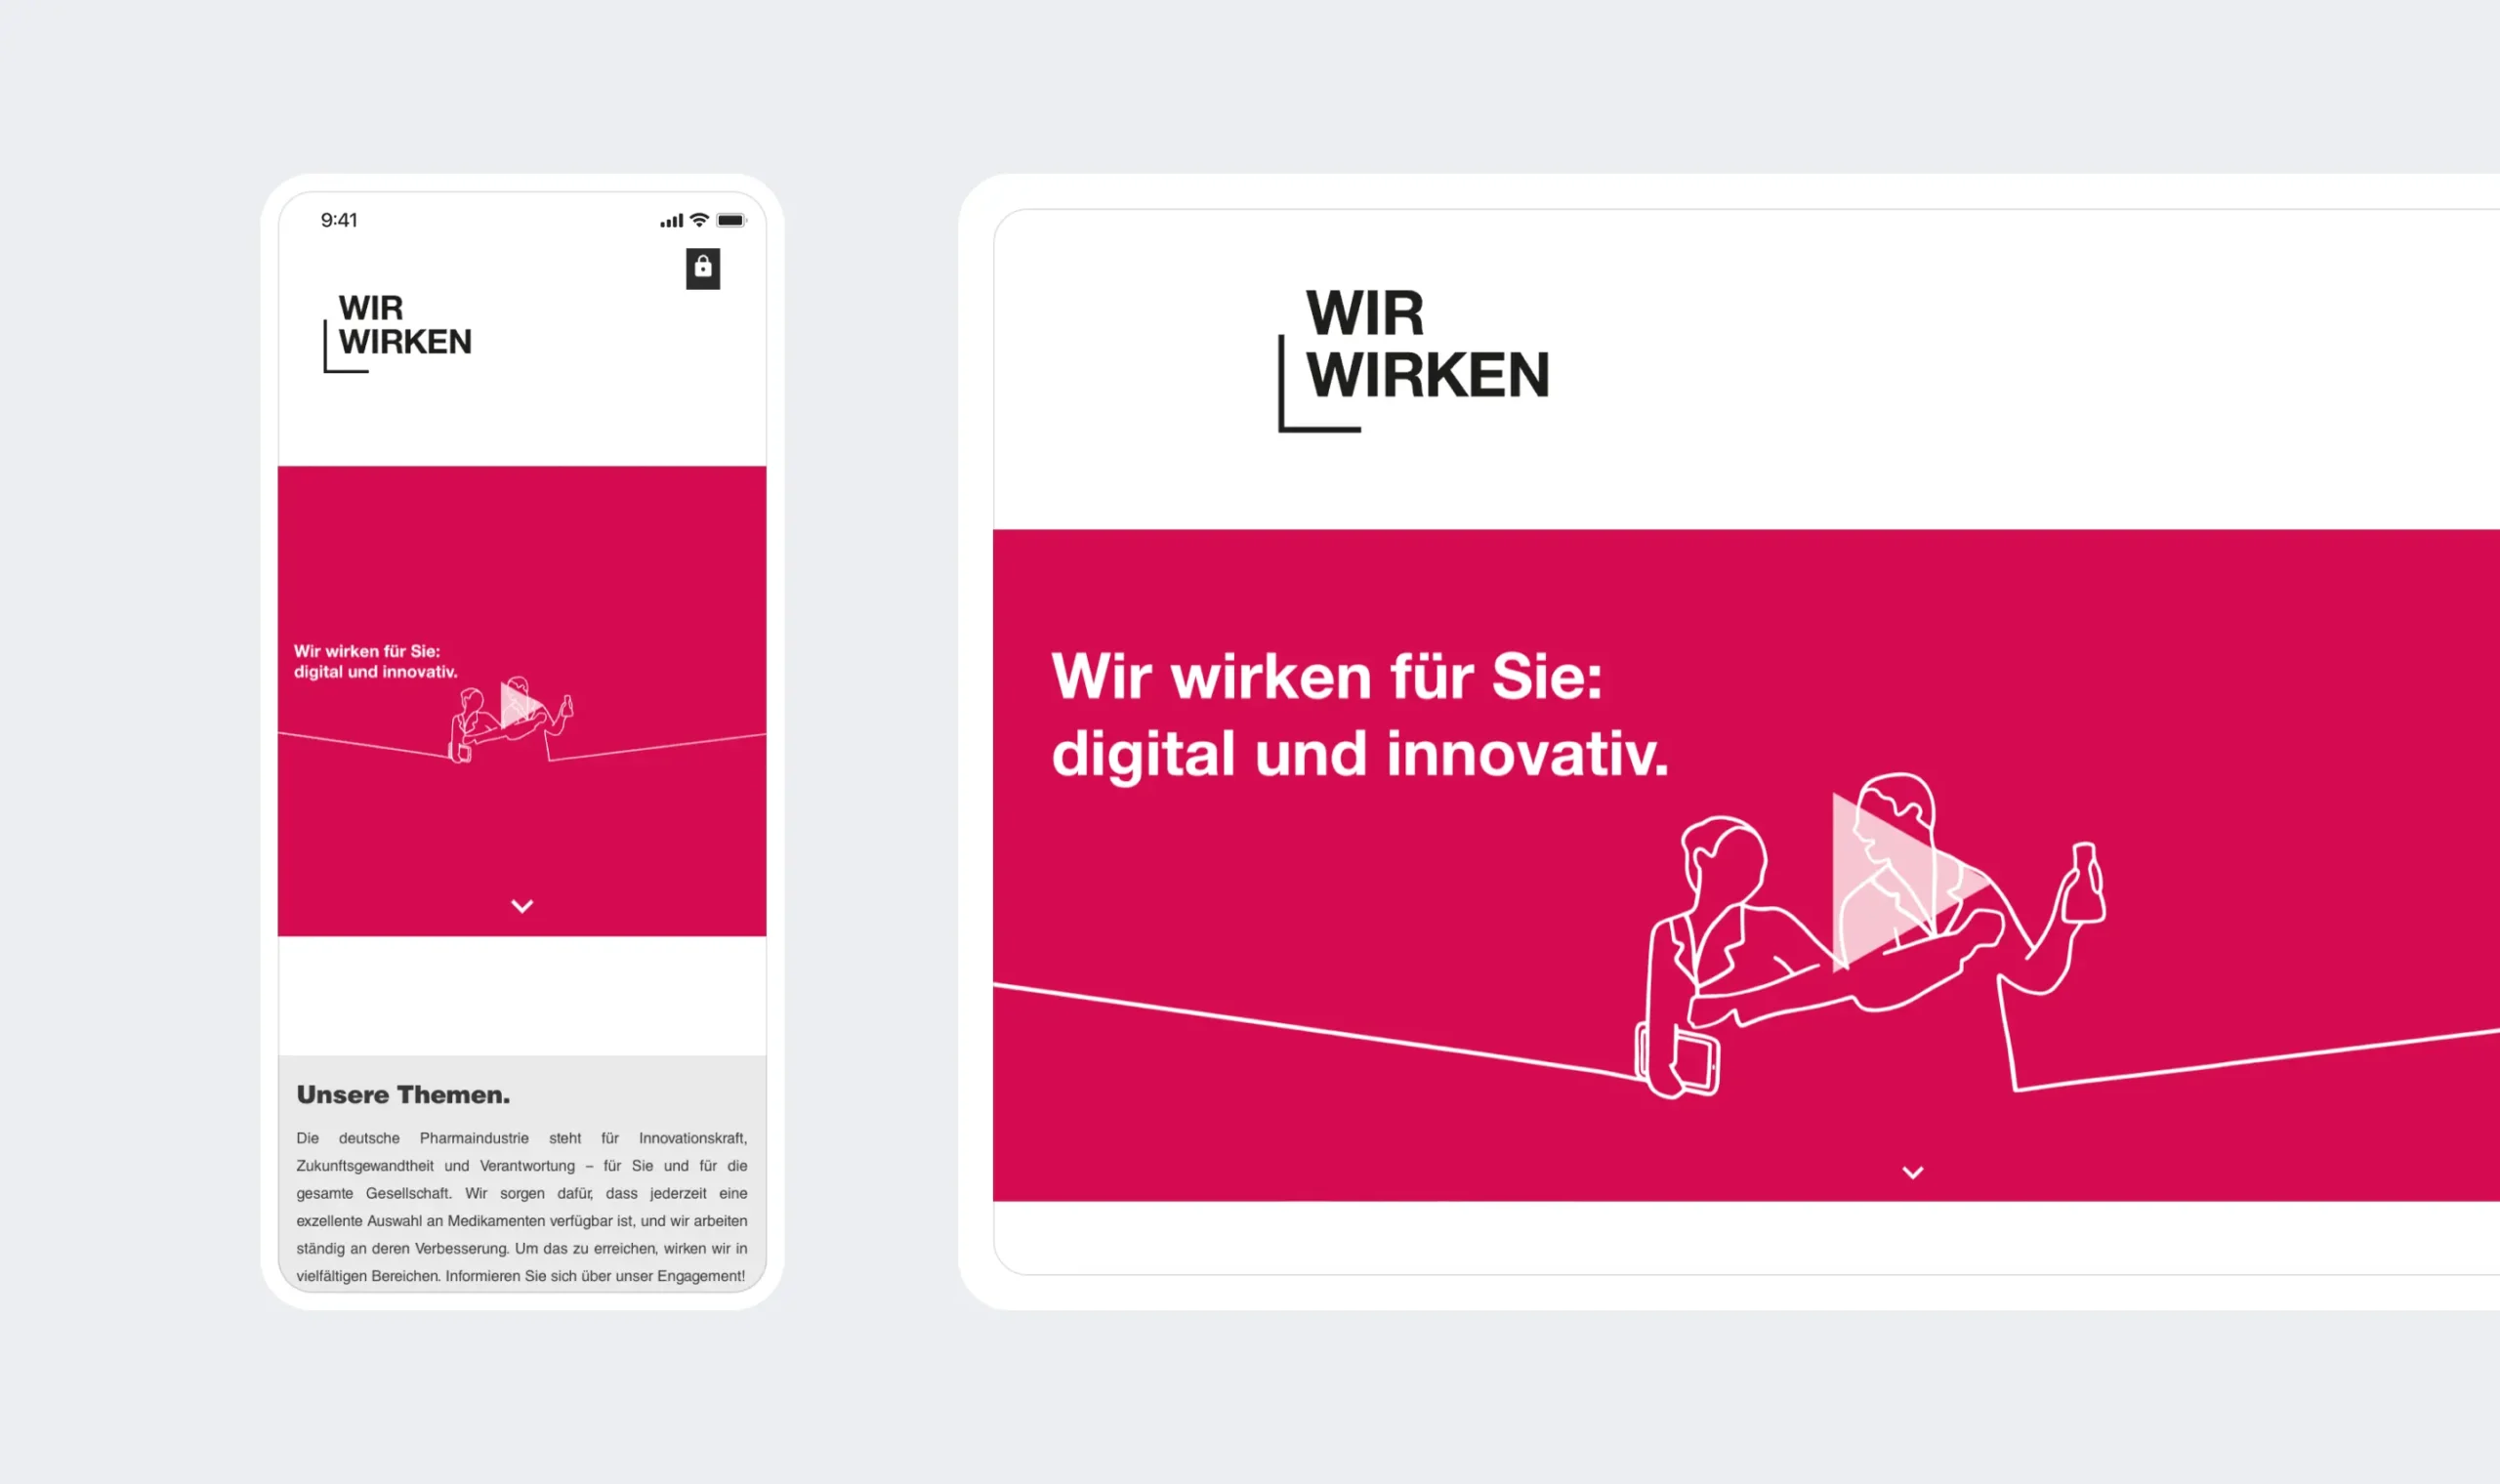 9:41
WIR
WIRKEN
Wir wirken für Sie:
digital und innovativ.
Unsere Themen.
Die deutsche Pharmaindustrie steht für Innovationskraft,
Zukunftsgewandtheit und Verantwortung – für Sie und für die
gesamte Gesellschaft. Wir sorgen dafür, dass jederzeit eine
exzellente Auswahl an Medikamenten verfügbar ist, und wir arbeiten
ständig an deren Verbesserung. Um das zu erreichen, wirken wir in
vielfältigen Bereichen. Informieren Sie sich über unser Engagement!
WIR
WIRKEN
Wir wirken für Sie:
digital und innovativ.